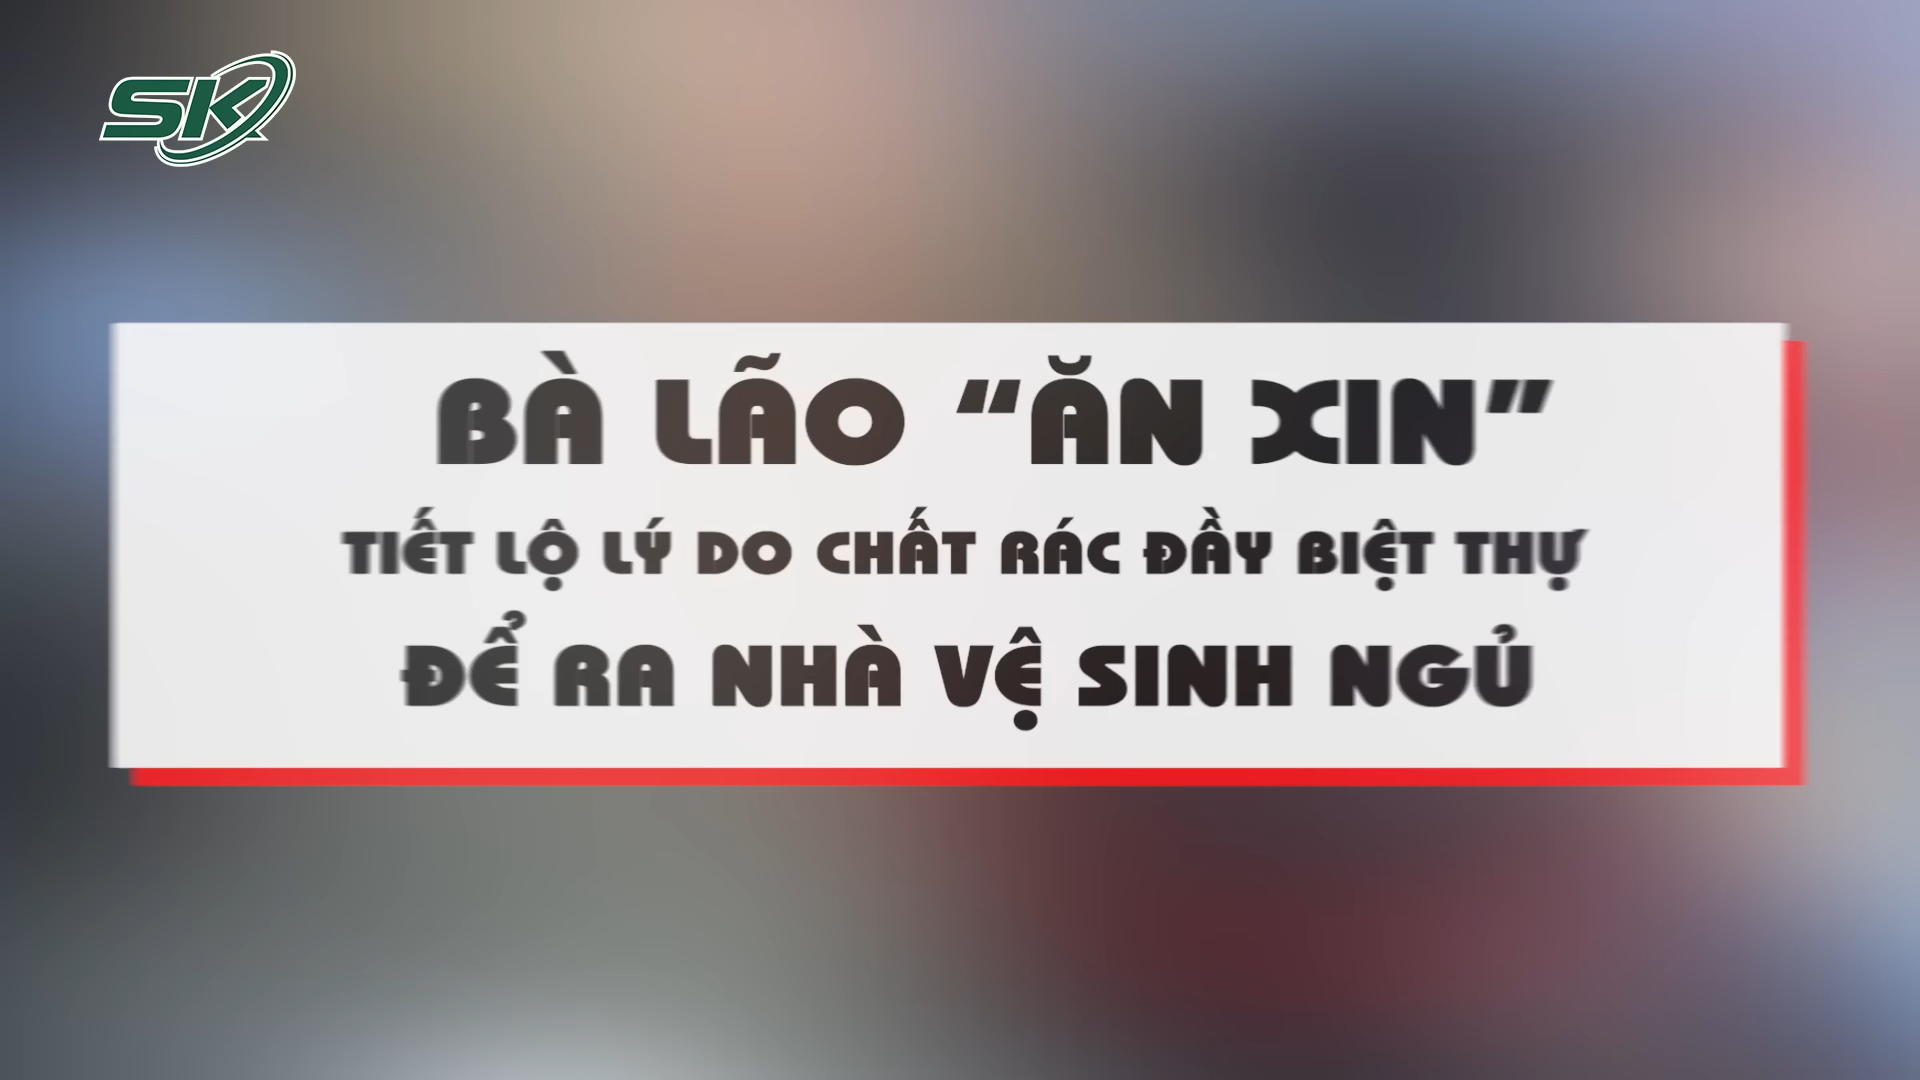 SK
BÀ LÃO “ĂN XIN”
TIẾT LỘ LÝ DO CHẤT RÁC ĐẦY BIỆT THỰ
ĐỂ RA NHÀ VỆ SINH NGỦ